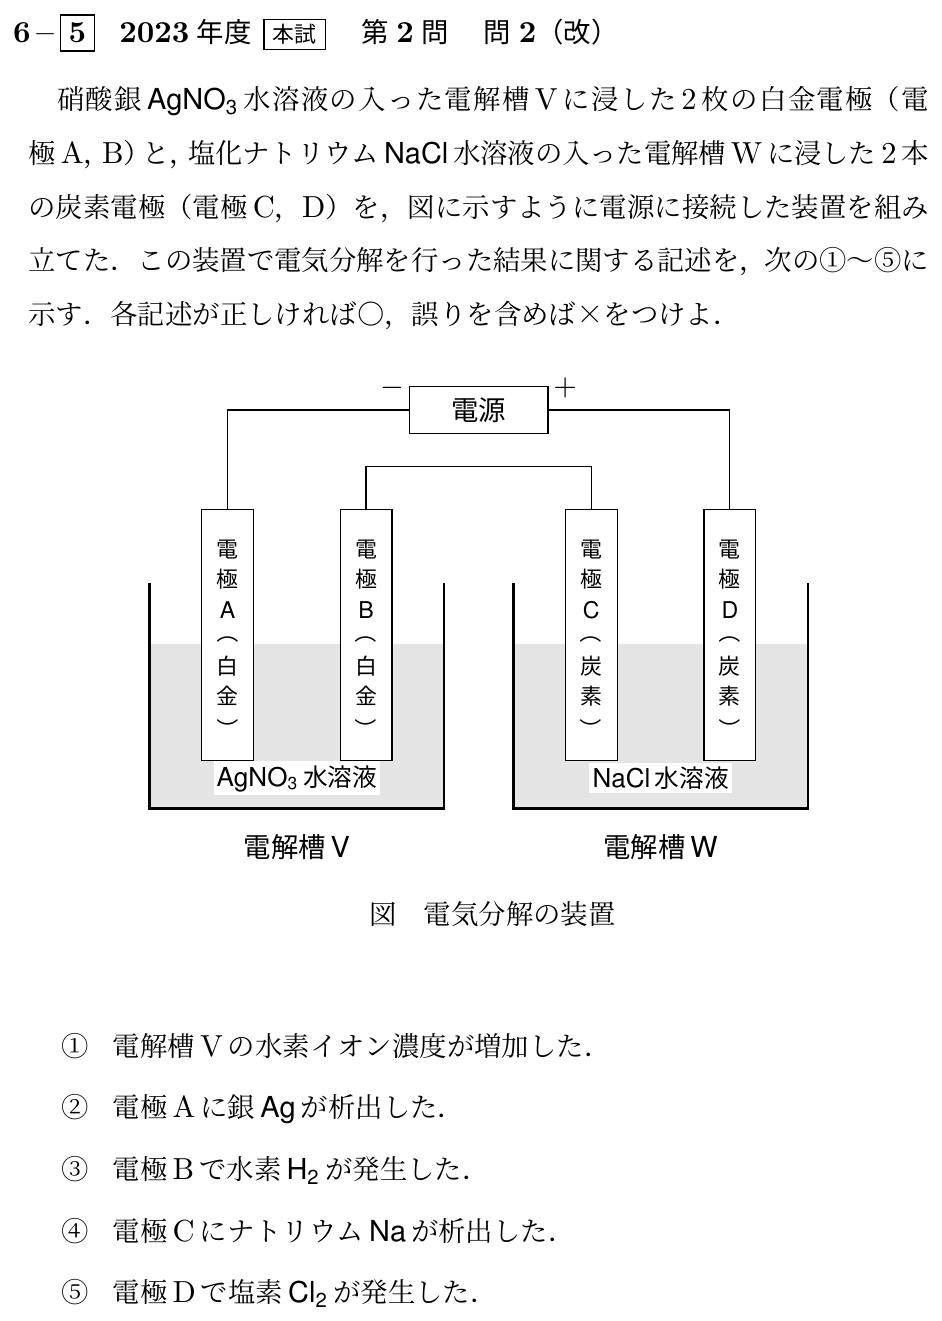 6－5 2023年度 本試 第2問 問2（改）
硝酸銀AgNO₃水溶液の入った電解槽Vに浸した2枚の白金電極（電
極A，B）と，塩化ナトリウムNaCl水溶液の入った電解槽Wに浸した2本
の炭素電極（電極C，D）を，図に示すように電源に接続した装置を組み
立てた．この装置で電気分解を行った結果に関する記述を，次の①～⑤に
示す．各記述が正しければ○，誤りを含めば×をつけよ．
－ 電源 ＋
電極A（白金）
電極B（白金）
電極C（炭素）
電極D（炭素）
AgNO₃水溶液
NaCl水溶液
電解槽V
電解槽W
図 電気分解の装置
① 電解槽Vの水素イオン濃度が増加した．
② 電極Aに銀Agが析出した．
③ 電極Bで水素H₂が発生した．
④ 電極CにナトリウムNaが析出した．
⑤ 電極Dで塩素Cl₂が発生した．